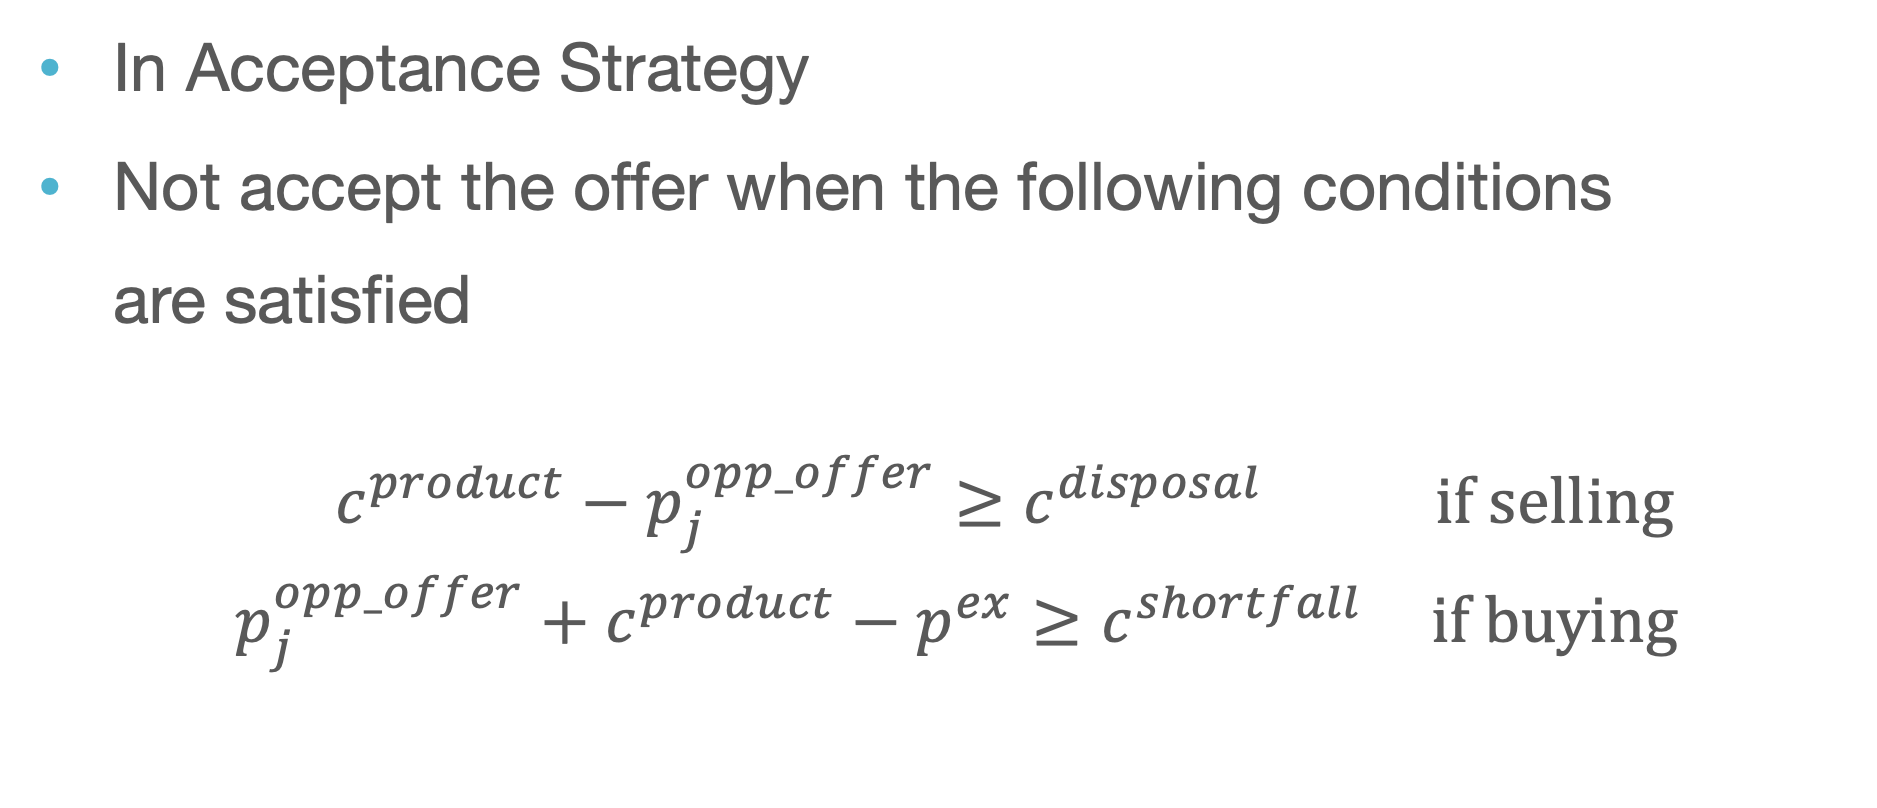 • In Acceptance Strategy
• Not accept the offer when the following conditions
are satisfied
c^{product} − p_j^{opp_offer} ≥ c^{disposal} if selling
p_j^{opp_offer} + c^{product} − p^{ex} ≥ c^{shortfall} if buying